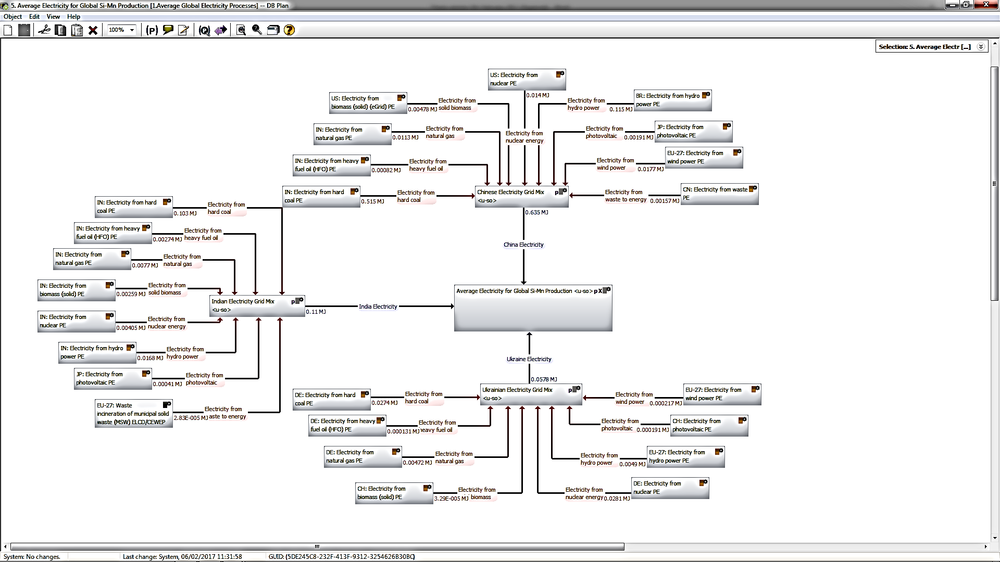 5. Average Electricity for Global Si-Mn Production [1.Average Global Electricity Processes] -- DB Plan
Object Edit View Help
100%
(P)
Selection: 5. Average Electr [...]
US: Electricity from
nuclear PE
0.014 MJ
Electricity from
nuclear energy
US: Electricity from
biomass (solid) (eGrid) PE
0.00478 MJ
Electricity from
solid biomass
BR: Electricity from hydro
power PE
0.115 MJ
Electricity from
hydro power
IN: Electricity from
natural gas PE
0.0113 MJ
Electricity from
natural gas
JP: Electricity from
photovoltaic PE
0.00191 MJ
Electricity from
photovoltaic
IN: Electricity from heavy
fuel oil (HFO) PE
0.00082 MJ
Electricity from
heavy fuel oil
EU-27: Electricity from
wind power PE
0.0177 MJ
Electricity from
wind power
IN: Electricity from hard
coal PE
0.515 MJ
Electricity from
hard coal
Chinese Electricity Grid Mix p
<u-so>
CN: Electricity from waste
PE
0.00157 MJ
Electricity from
waste to energy
0.635 MJ
China Electricity
IN: Electricity from hard
coal PE
0.103 MJ
Electricity from
hard coal
IN: Electricity from heavy
fuel oil (HFO) PE
0.00274 MJ
Electricity from
heavy fuel oil
IN: Electricity from
natural gas PE
0.0077 MJ
Electricity from
natural gas
IN: Electricity from
biomass (solid) PE
0.00259 MJ
Electricity from
solid biomass
Indian Electricity Grid Mix p
<u-so>
0.11 MJ
India Electricity
Average Electricity for Global Si-Mn Production <u-so> p X
IN: Electricity from
nuclear PE
0.00405 MJ
Electricity from
nuclear energy
IN: Electricity from hydro
power PE
0.0168 MJ
Electricity from
hydro power
JP: Electricity from
photovoltaic PE
0.00041 MJ
Electricity from
photovoltaic
EU-27: Waste
incineration of municipal solid
waste (MSW) ELCD/CEWEP
2.83E-005 MJ
Electricity from
aste to energy
Ukraine Electricity
0.0578 MJ
Ukrainian Electricity Grid Mix p
<u-so>
DE: Electricity from hard
coal PE
0.0274 MJ
Electricity from
hard coal
EU-27: Electricity from
wind power PE
0.000217 MJ
Electricity from
wind power
DE: Electricity from heavy
fuel oil (HFO) PE
0.000131 MJ
Electricity from
heavy fuel oil
CH: Electricity from
photovoltaic PE
0.000191 MJ
Electricity from
photovoltaic
DE: Electricity from
natural gas PE
0.00472 MJ
Electricity from
natural gas
EU-27: Electricity from
hydro power PE
0.0049 MJ
Electricity from
hydro power
CH: Electricity from
biomass (solid) PE
3.29E-005 MJ
Electricity from
biomass
DE: Electricity from
nuclear PE
0.0281 MJ
Electricity from
nuclear energy
System: No changes. Last change: System, 06/02/2017 11:31:58 GUID: {5DE245C8-232F-413F-9312-3254626B30BC}